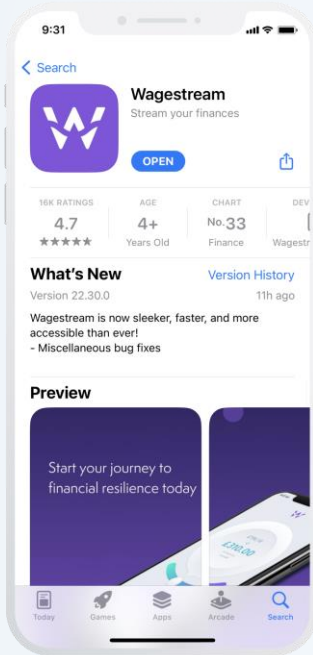 9:31
Search
Wagestream
Stream your finances
OPEN
16K RATINGS
AGE
CHART
DEV
4.7
4+
No.33
★★★★★
Years Old
Finance
Wagestr
What's New
Version History
Version 22.30.0
11h ago
Wagestream is now sleeker, faster, and more
accessible than ever!
- Miscellaneous bug fixes
Preview
Start your journey to
financial resilience today
£310.00
Today
Games
Apps
Arcade
Search